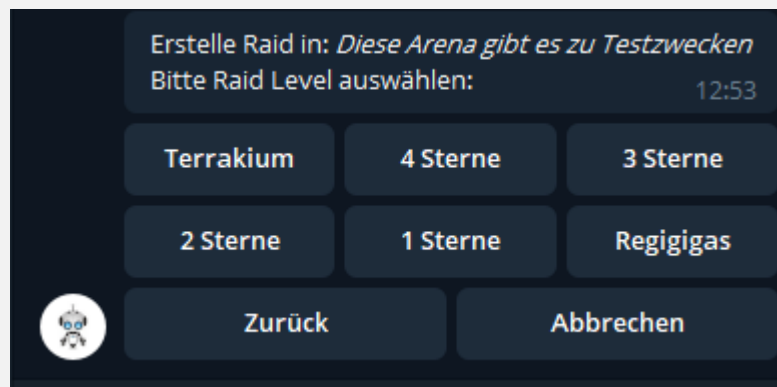 Erstelle Raid in: Diese Arena gibt es zu Testzwecken
Bitte Raid Level auswählen:
12:53
Terrakium
4 Sterne
3 Sterne
2 Sterne
1 Sterne
Regigigas
Zurück
Abbrechen